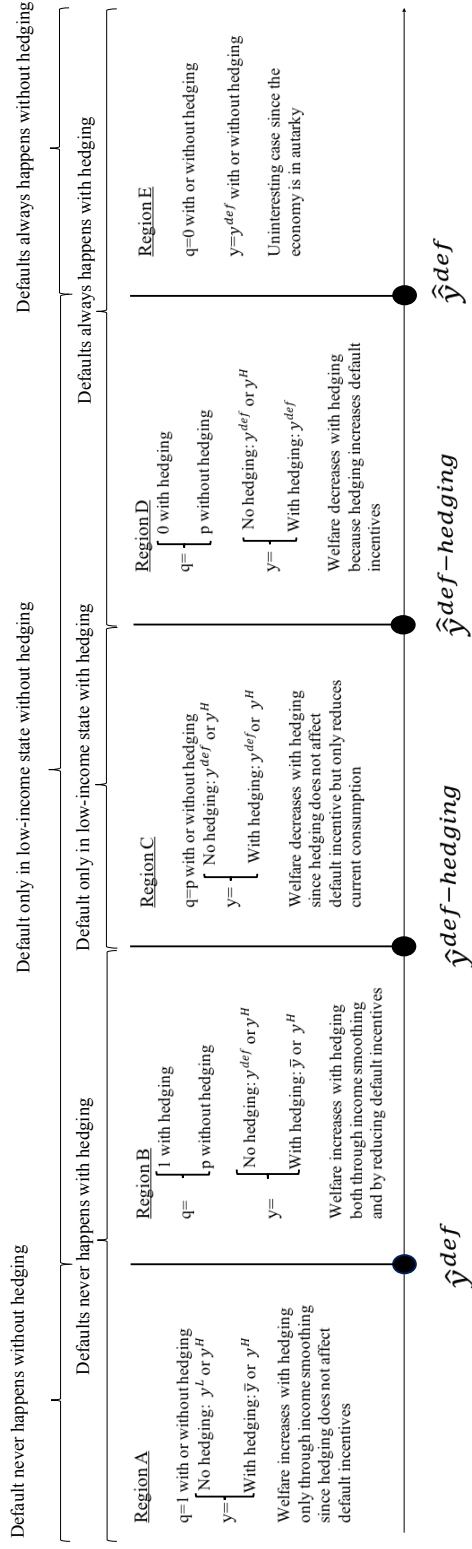 Default never happens without hedging
Default only in low-income state without hedging
Defaults always happens without hedging
Defaults never happens with hedging
Default only in low-income state with hedging
Defaults always happens with hedging
Region A
q=1 with or without hedging
No hedging: y^L or y^H
y=
With hedging: ȳ or y^H
Welfare increases with hedging
only through income smoothing
since hedging does not affect
default incentives
Region B
1 with hedging
q=
p without hedging
No hedging: y^def or y^H
y=
With hedging: ȳ or y^H
Welfare increases with hedging
both through income smoothing
and by reducing default incentives
Region C
q=p with or without hedging
No hedging: y^def or y^H
y=
With hedging: y^def or y^H
Welfare decreases with hedging
since hedging does not affect
default incentive but only reduces
current consumption
Region D
0 with hedging
q=
p without hedging
No hedging: y^def or y^H
y=
With hedging: y^def
Welfare decreases with hedging
because hedging increases default
incentives
Region E
q=0 with or without hedging
y=y^def with or without hedging
Uninteresting case since the
economy is in autarky
ŷ^def
ŷ^def−hedging
ŷ^def−hedging
ŷ^def